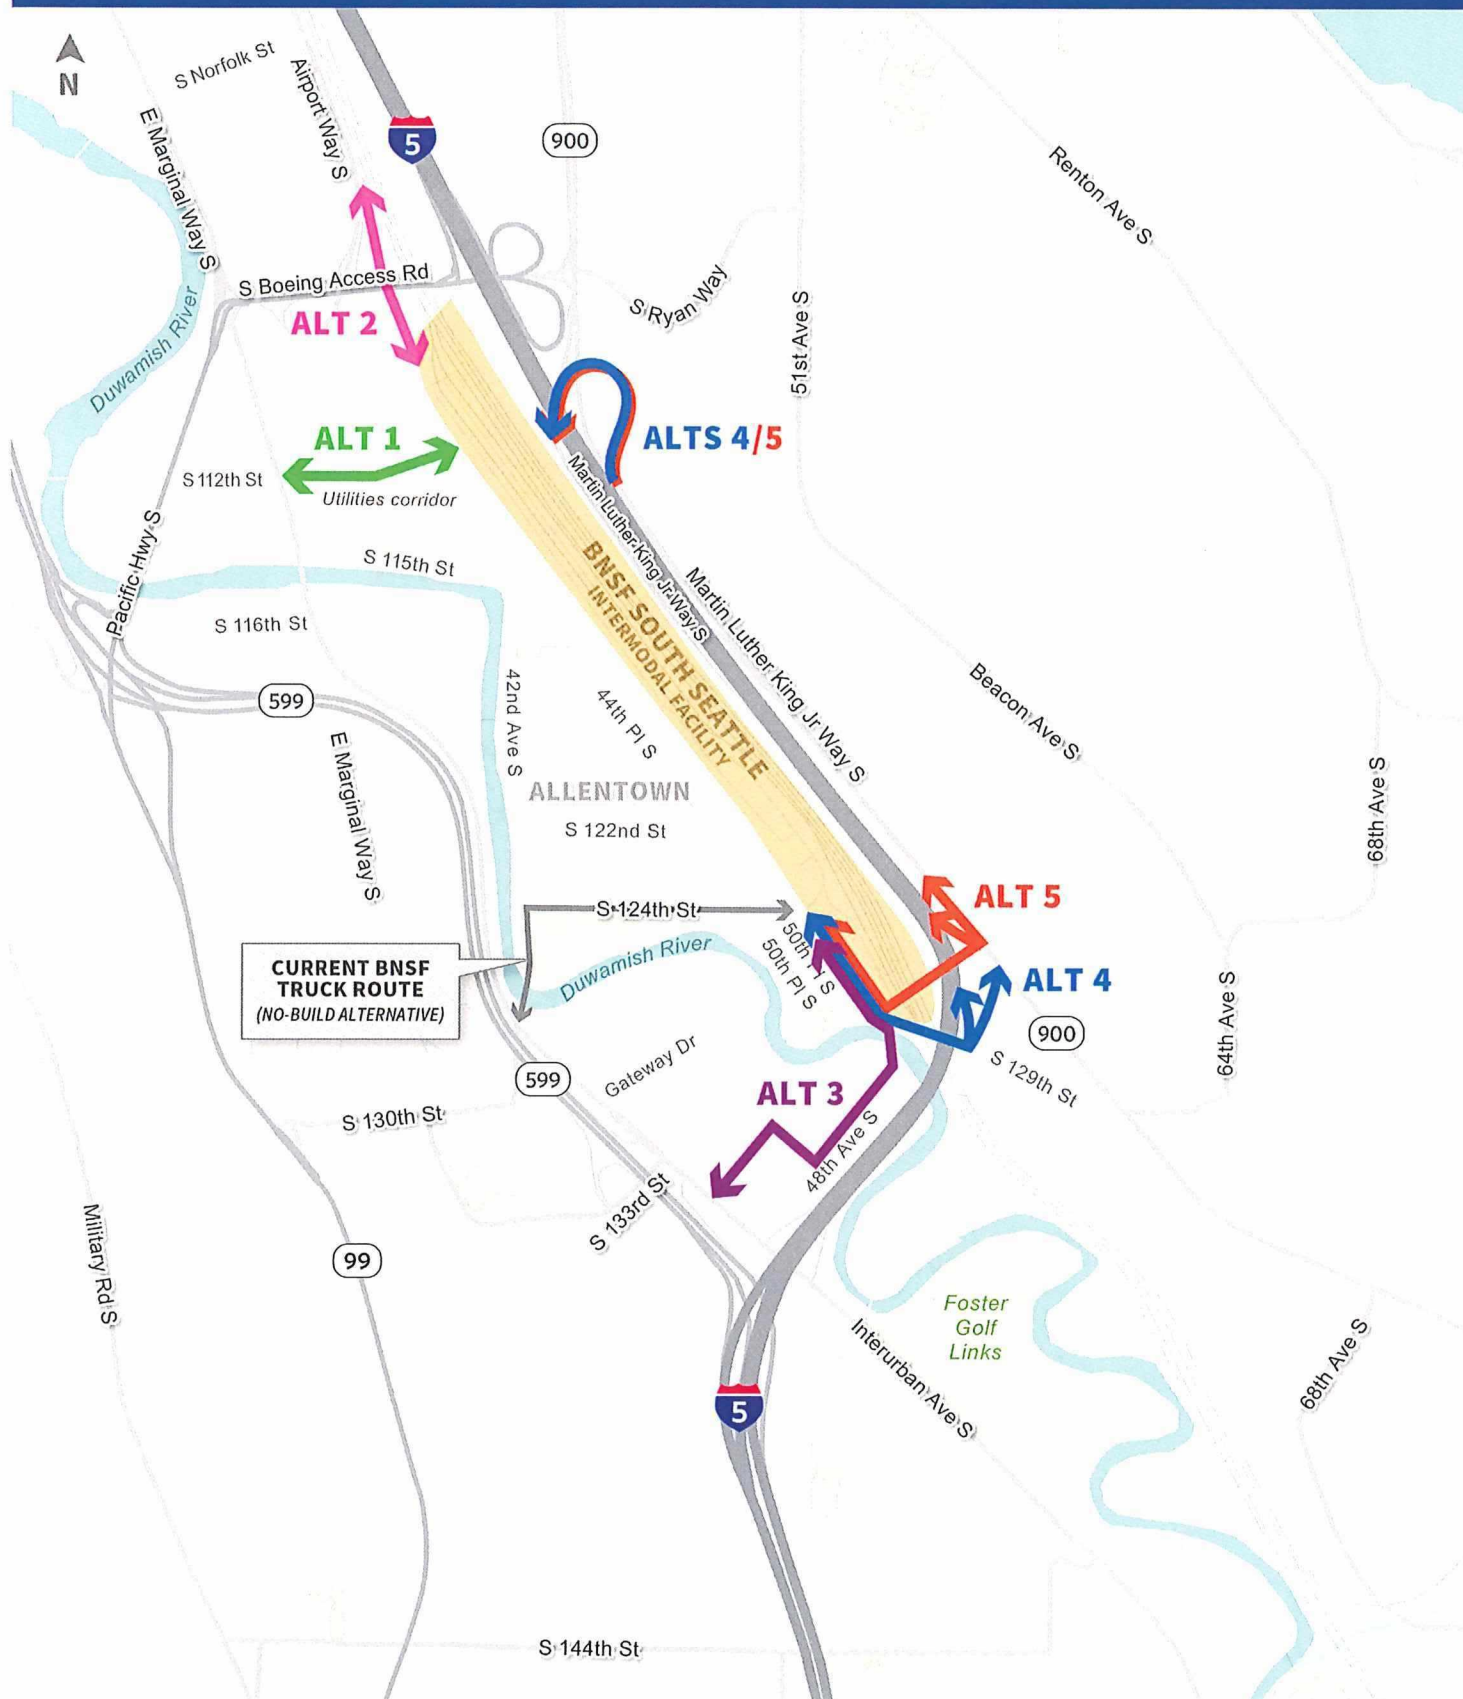 N
S Norfolk St
Airport Way S
E Marginal Way S
5
900
Renton Ave S
S Boeing Access Rd
ALT 2
S Ryan Way
51st Ave S
Duwamish River
ALT 1
ALTS 4/5
S 112th St
Utilities corridor
Martin Luther King Jr Way S
Pacific Hwy S
S 115th St
BNSF SOUTH SEATTLE
INTERMODAL FACILITY
Martin Luther King Jr Way S
S 116th St
42nd Ave S
44th Pl S
Beacon Ave S
599
E Marginal Way S
ALLENTOWN
S 122nd St
68th Ave S
ALT 5
S 124th St
50th Pl S
50th Pl S
Duwamish River
CURRENT BNSF
TRUCK ROUTE
(NO-BUILD ALTERNATIVE)
ALT 4
900
64th Ave S
S 129th St
Gateway Dr
599
ALT 3
S 130th St
48th Ave S
S 133rd St
Military Rd S
99
Foster
Golf
Links
Interurban Ave S
68th Ave S
5
S 144th St